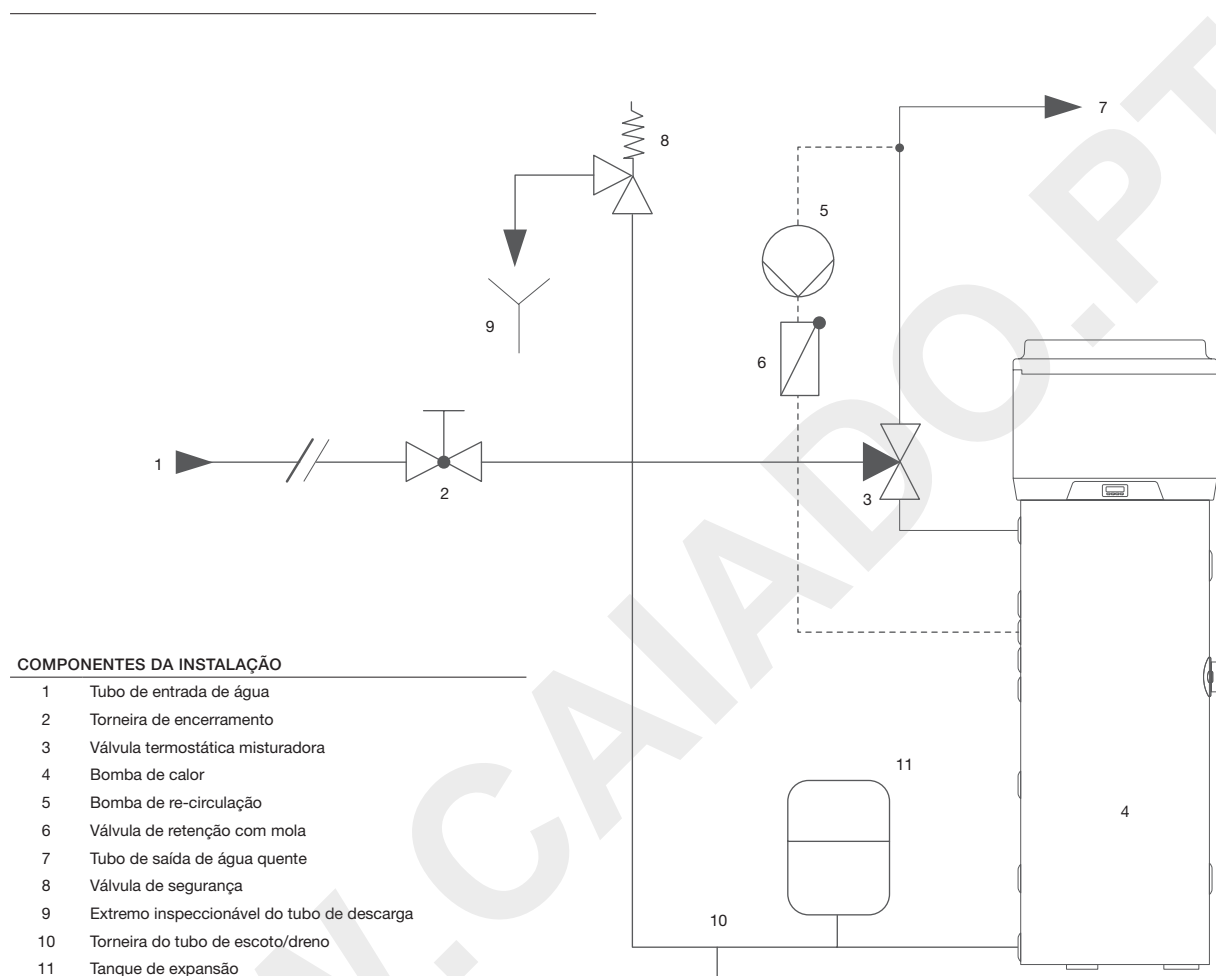 7
8
5
9
6
1
2
3
COMPONENTES DA INSTALAÇÃO
1 Tubo de entrada de água
2 Torneira de encerramento
3 Válvula termostática misturadora
4 Bomba de calor
5 Bomba de re-circulação
6 Válvula de retenção com mola
7 Tubo de saída de água quente
8 Válvula de segurança
9 Extremo inspeccionável do tubo de descarga
10 Torneira do tubo de escoto/dreno
11 Tanque de expansão
11
4
10
W.CAIADO.PT